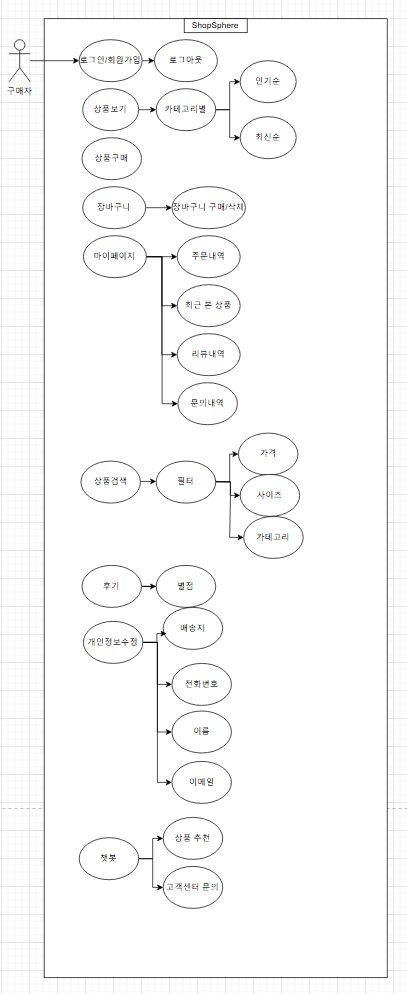 ShopSphere
구매자
로그인/회원가입
로그아웃
상품보기
카테고리별
인기순
최신순
상품구매
장바구니
장바구니 구매/삭제
마이페이지
주문내역
최근 본 상품
리뷰내역
문의내역
상품검색
필터
가격
사이즈
카테고리
후기
별점
개인정보수정
배송지
전화번호
이름
이메일
챗봇
상품 추천
고객센터 문의